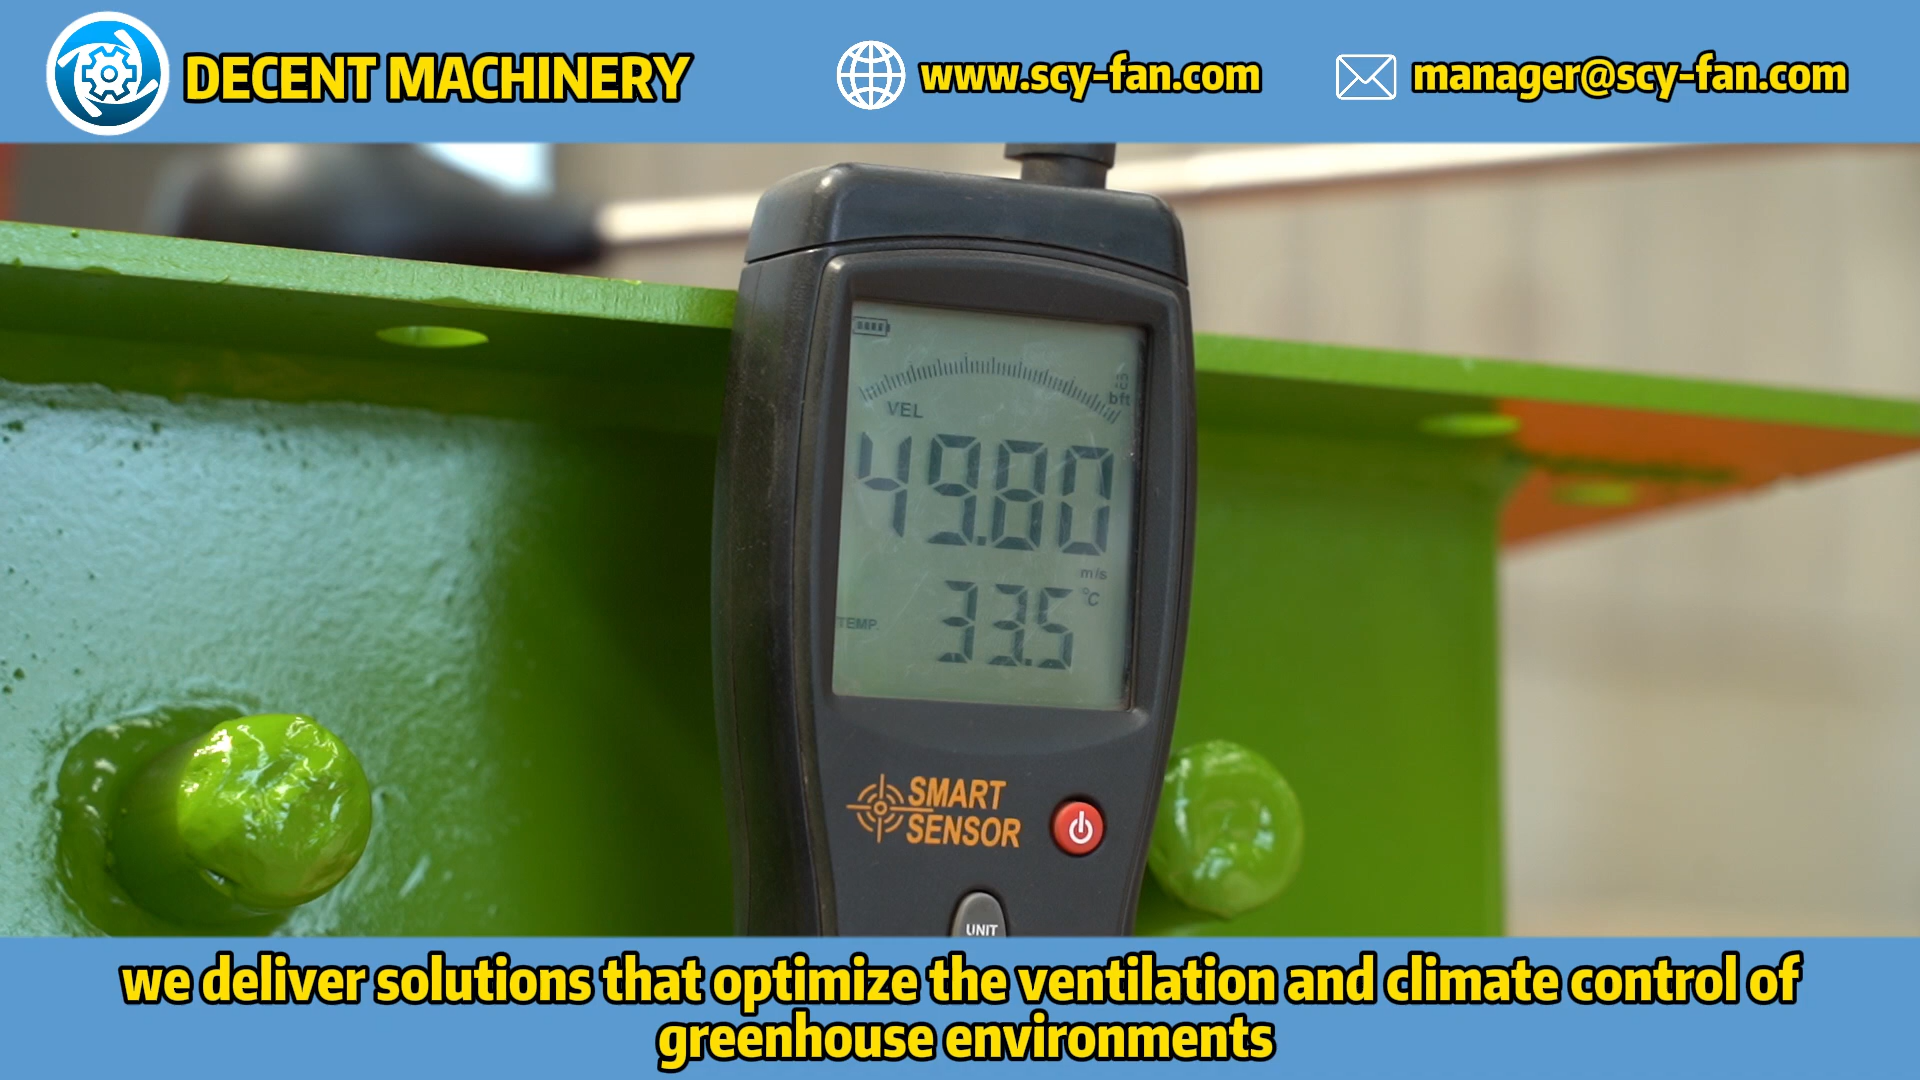 DECENT MACHINERY
www.scy-fan.com
manager@scy-fan.com
bft
VEL
49.80
m/s
33.5 °C
TEMP.
SMART
SENSOR
UNIT
we deliver solutions that optimize the ventilation and climate control of
greenhouse environments